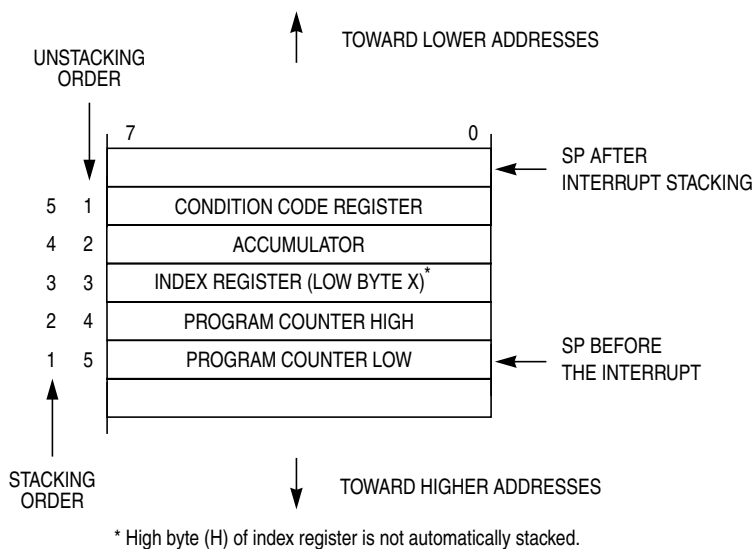 TOWARD LOWER ADDRESSES
UNSTACKING
ORDER
7 0
SP AFTER
INTERRUPT STACKING
5 1 CONDITION CODE REGISTER
4 2 ACCUMULATOR
3 3 INDEX REGISTER (LOW BYTE X)*
2 4 PROGRAM COUNTER HIGH
1 5 PROGRAM COUNTER LOW
SP BEFORE
THE INTERRUPT
STACKING
ORDER
TOWARD HIGHER ADDRESSES
* High byte (H) of index register is not automatically stacked.